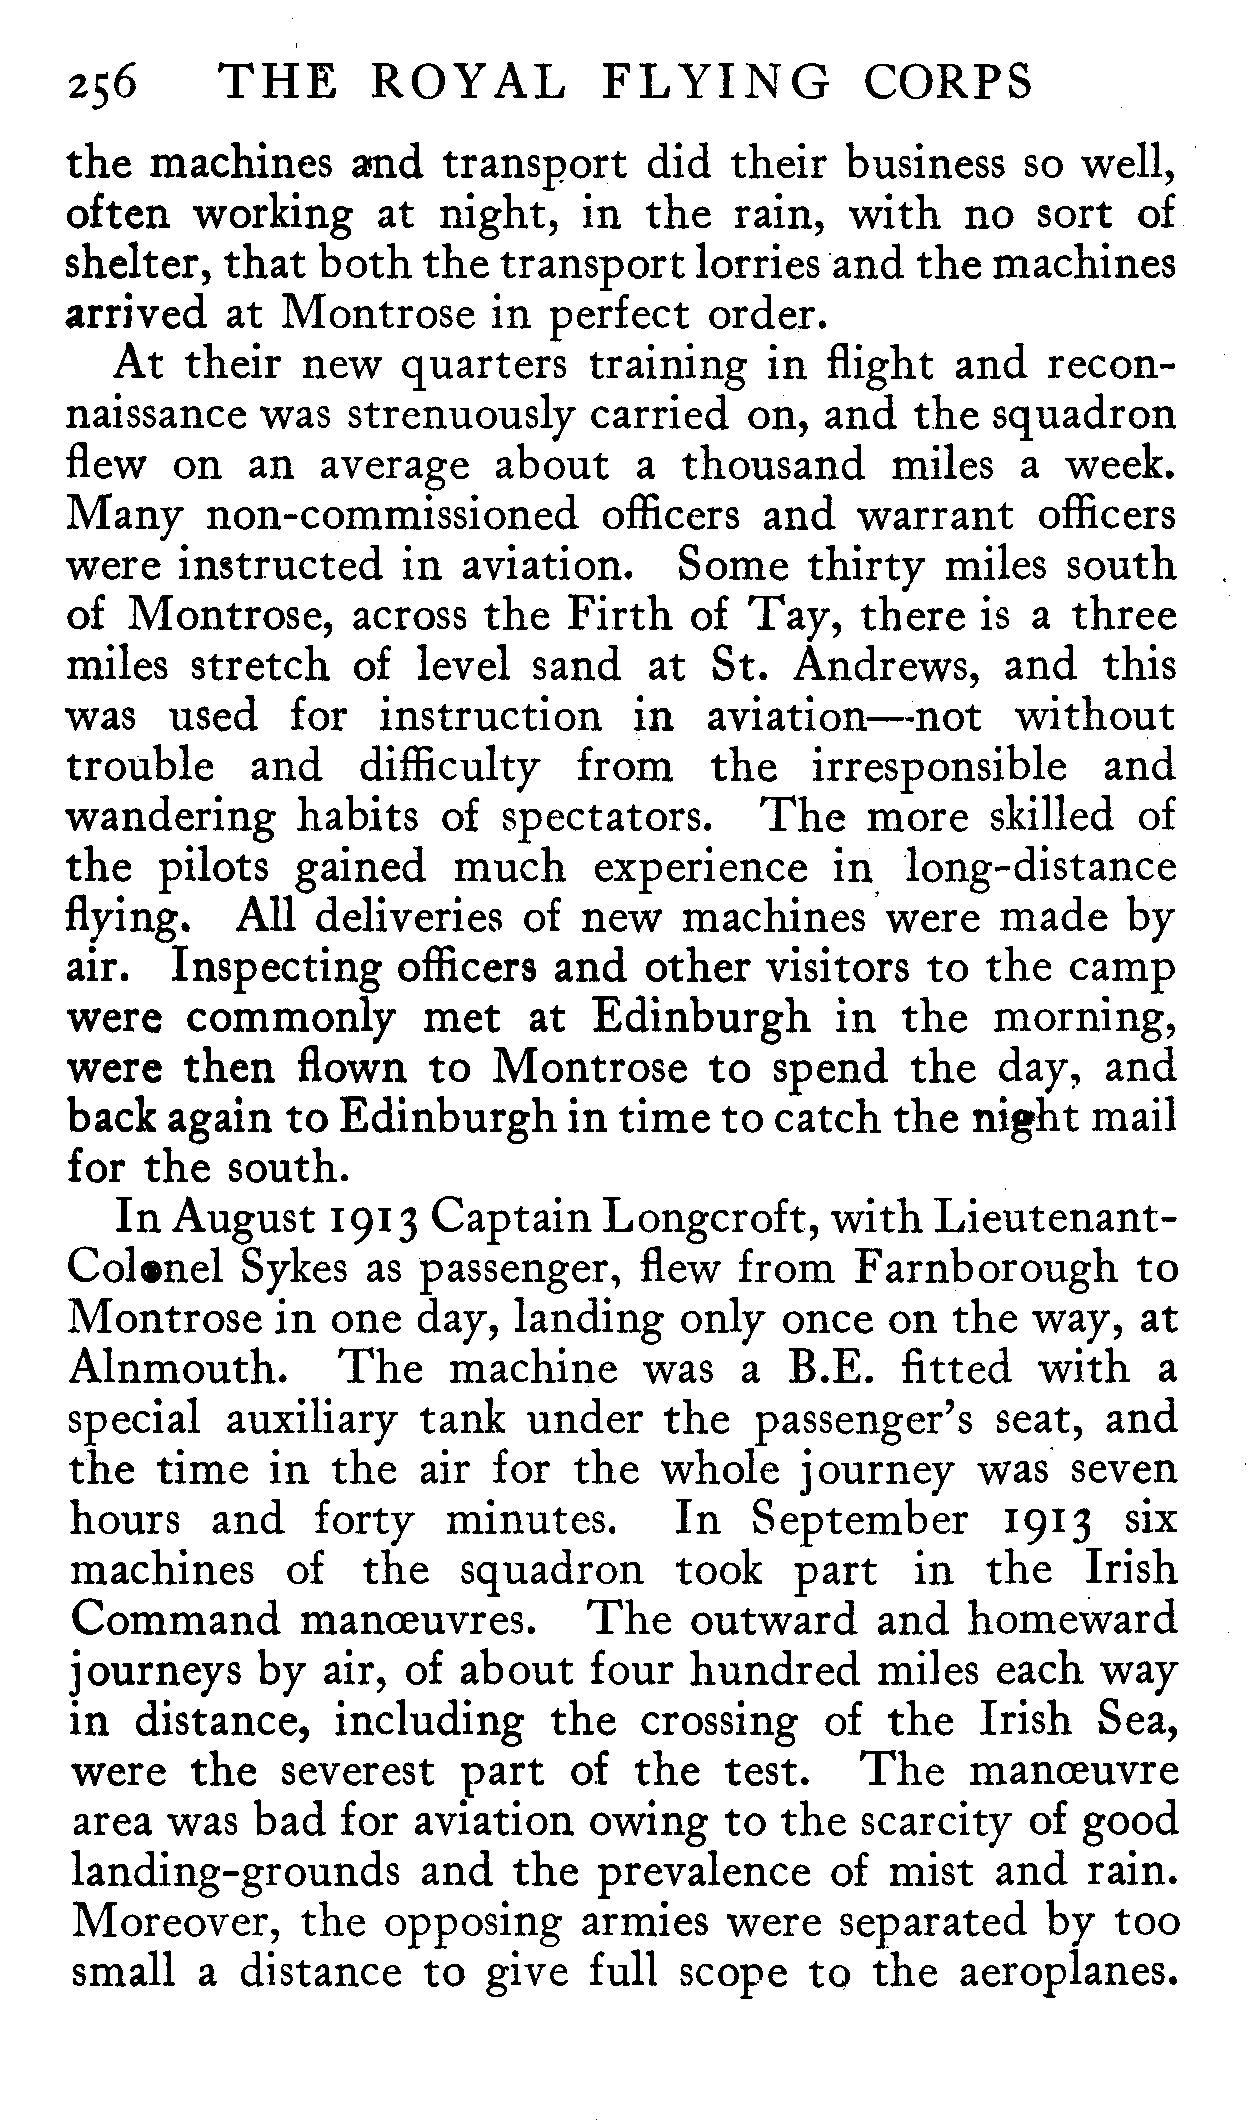 256 THE ROYAL FLYING CORPS
the machines and transport did their business so well,
often working at night, in the rain, with no sort of
shelter, that both the transport lorries and the machines
arrived at Montrose in perfect order.
At their new quarters training in flight and recon-
naissance was strenuously carried on, and the squadron
flew on an average about a thousand miles a week.
Many non-commissioned officers and warrant officers
were instructed in aviation. Some thirty miles south
of Montrose, across the Firth of Tay, there is a three
miles stretch of level sand at St. Andrews, and this
was used for instruction in aviation—not without
trouble and difficulty from the irresponsible and
wandering habits of spectators. The more skilled of
the pilots gained much experience in long-distance
flying. All deliveries of new machines were made by
air. Inspecting officers and other visitors to the camp
were commonly met at Edinburgh in the morning,
were then flown to Montrose to spend the day, and
back again to Edinburgh in time to catch the night mail
for the south.
In August 1913 Captain Longcroft, with Lieutenant-
Colonel Sykes as passenger, flew from Farnborough to
Montrose in one day, landing only once on the way, at
Alnmouth. The machine was a B.E. fitted with a
special auxiliary tank under the passenger's seat, and
the time in the air for the whole journey was seven
hours and forty minutes. In September 1913 six
machines of the squadron took part in the Irish
Command manœuvres. The outward and homeward
journeys by air, of about four hundred miles each way
in distance, including the crossing of the Irish Sea,
were the severest part of the test. The manœuvre
area was bad for aviation owing to the scarcity of good
landing-grounds and the prevalence of mist and rain.
Moreover, the opposing armies were separated by too
small a distance to give full scope to the aeroplanes.